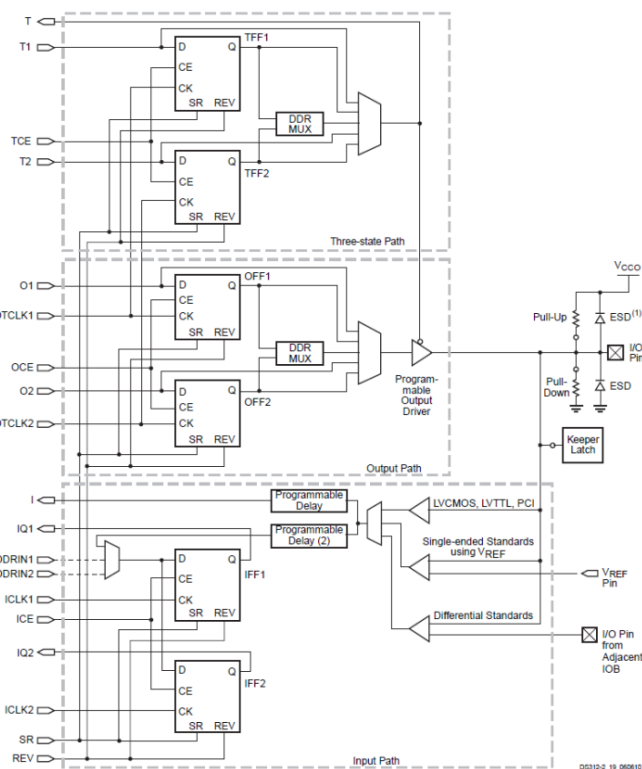 T
T1
D
Q
TFF1
CE
CK
SR REV
DDR
MUX
TCE
T2
D
Q
CE
TFF2
CK
SR REV
Three-state Path
O1
D
Q
OFF1
CE
OTCLK1
CK
SR REV
DDR
MUX
OCE
O2
D
Q
CE
OFF2
OTCLK2
CK
SR REV
Program-
mable
Output
Driver
Output Path
VCCO
Pull-Up
ESD(1)
I/O
Pin
Pull-
Down
ESD
Keeper
Latch
I
Programmable
Delay
LVCMOS, LVTTL, PCI
IQ1
Programmable
Delay (2)
Single-ended Standards
using VREF
DDRIN1
DDRIN2
D
Q
IFF1
CE
VREF
Pin
ICLK1
CK
ICE
SR REV
Differential Standards
I/O Pin
from
Adjacent
IOB
IQ2
D
Q
IFF2
CE
ICLK2
CK
SR REV
SR
REV
Input Path
DS312-2_19_060610